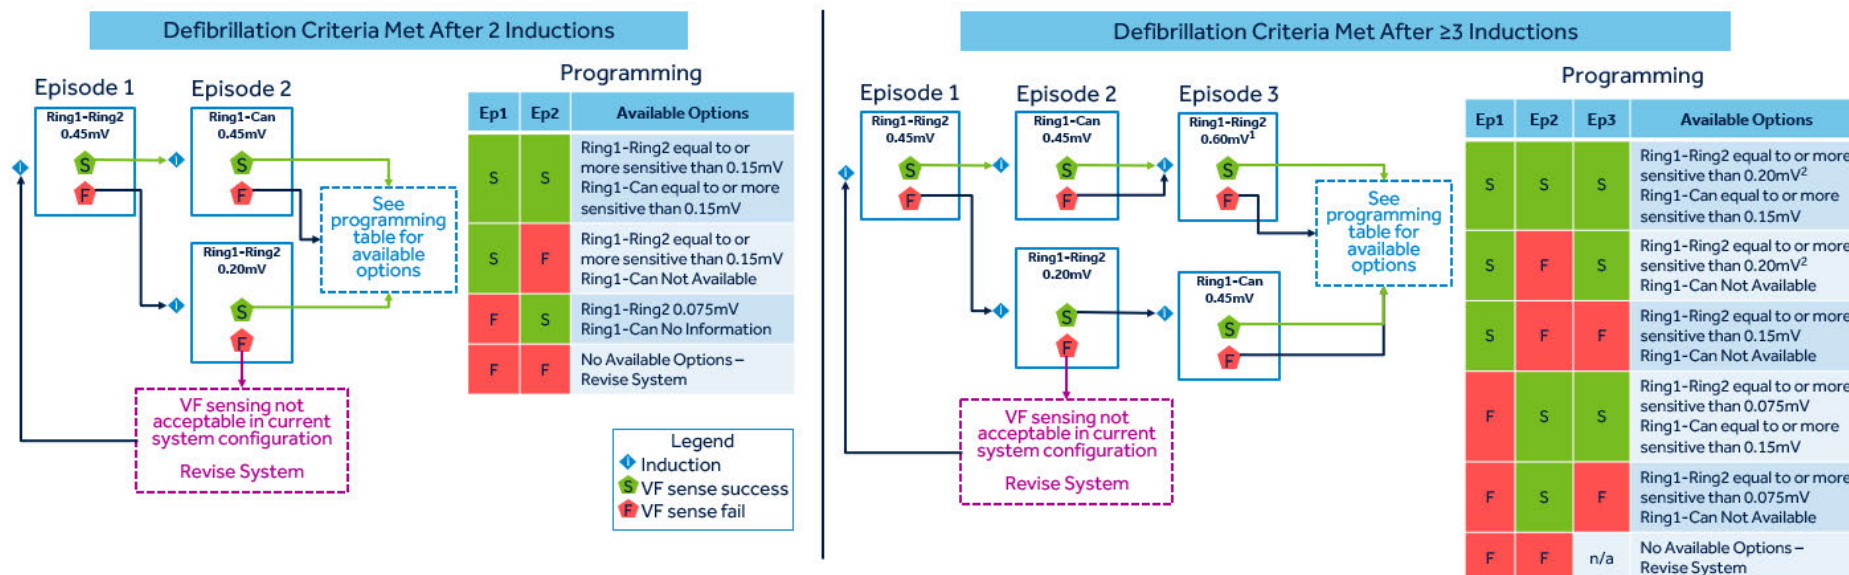 Defibrillation Criteria Met After 2 Inductions
Episode 1
Episode 2
Ring1-Ring2
0.45mV
S
F
Ring1-Can
0.45mV
S
F
Ring1-Ring2
0.20mV
S
F
See
programming
table for
available
options
VF sensing not
acceptable in current
system configuration
Revise System
Programming
Ep1 Ep2 Available Options
S S Ring1-Ring2 equal to or
more sensitive than 0.15mV
Ring1-Can equal to or more
sensitive than 0.15mV
S F Ring1-Ring2 equal to or
more sensitive than 0.15mV
Ring1-Can Not Available
F S Ring1-Ring2 0.075mV
Ring1-Can No Information
F F No Available Options –
Revise System
Legend
i Induction
S VF sense success
F VF sense fail
Defibrillation Criteria Met After ≥3 Inductions
Episode 1
Episode 2
Episode 3
Ring1-Ring2
0.45mV
S
F
Ring1-Can
0.45mV
S
F
Ring1-Ring2
0.60mV¹
S
F
Ring1-Ring2
0.20mV
S
F
Ring1-Can
0.45mV
S
F
See
programming
table for
available
options
VF sensing not
acceptable in current
system configuration
Revise System
Programming
Ep1 Ep2 Ep3 Available Options
S S S Ring1-Ring2 equal to or more
sensitive than 0.20mV²
Ring1-Can equal to or more
sensitive than 0.15mV
S F S Ring1-Ring2 equal to or more
sensitive than 0.20mV²
Ring1-Can Not Available
S F F Ring1-Ring2 equal to or more
sensitive than 0.15mV
Ring1-Can Not Available
F S S Ring1-Ring2 equal to or more
sensitive than 0.075mV
Ring1-Can equal to or more
sensitive than 0.15mV
F S F Ring1-Ring2 equal to or more
sensitive than 0.075mV
Ring1-Can Not Available
F F n/a No Available Options –
Revise System